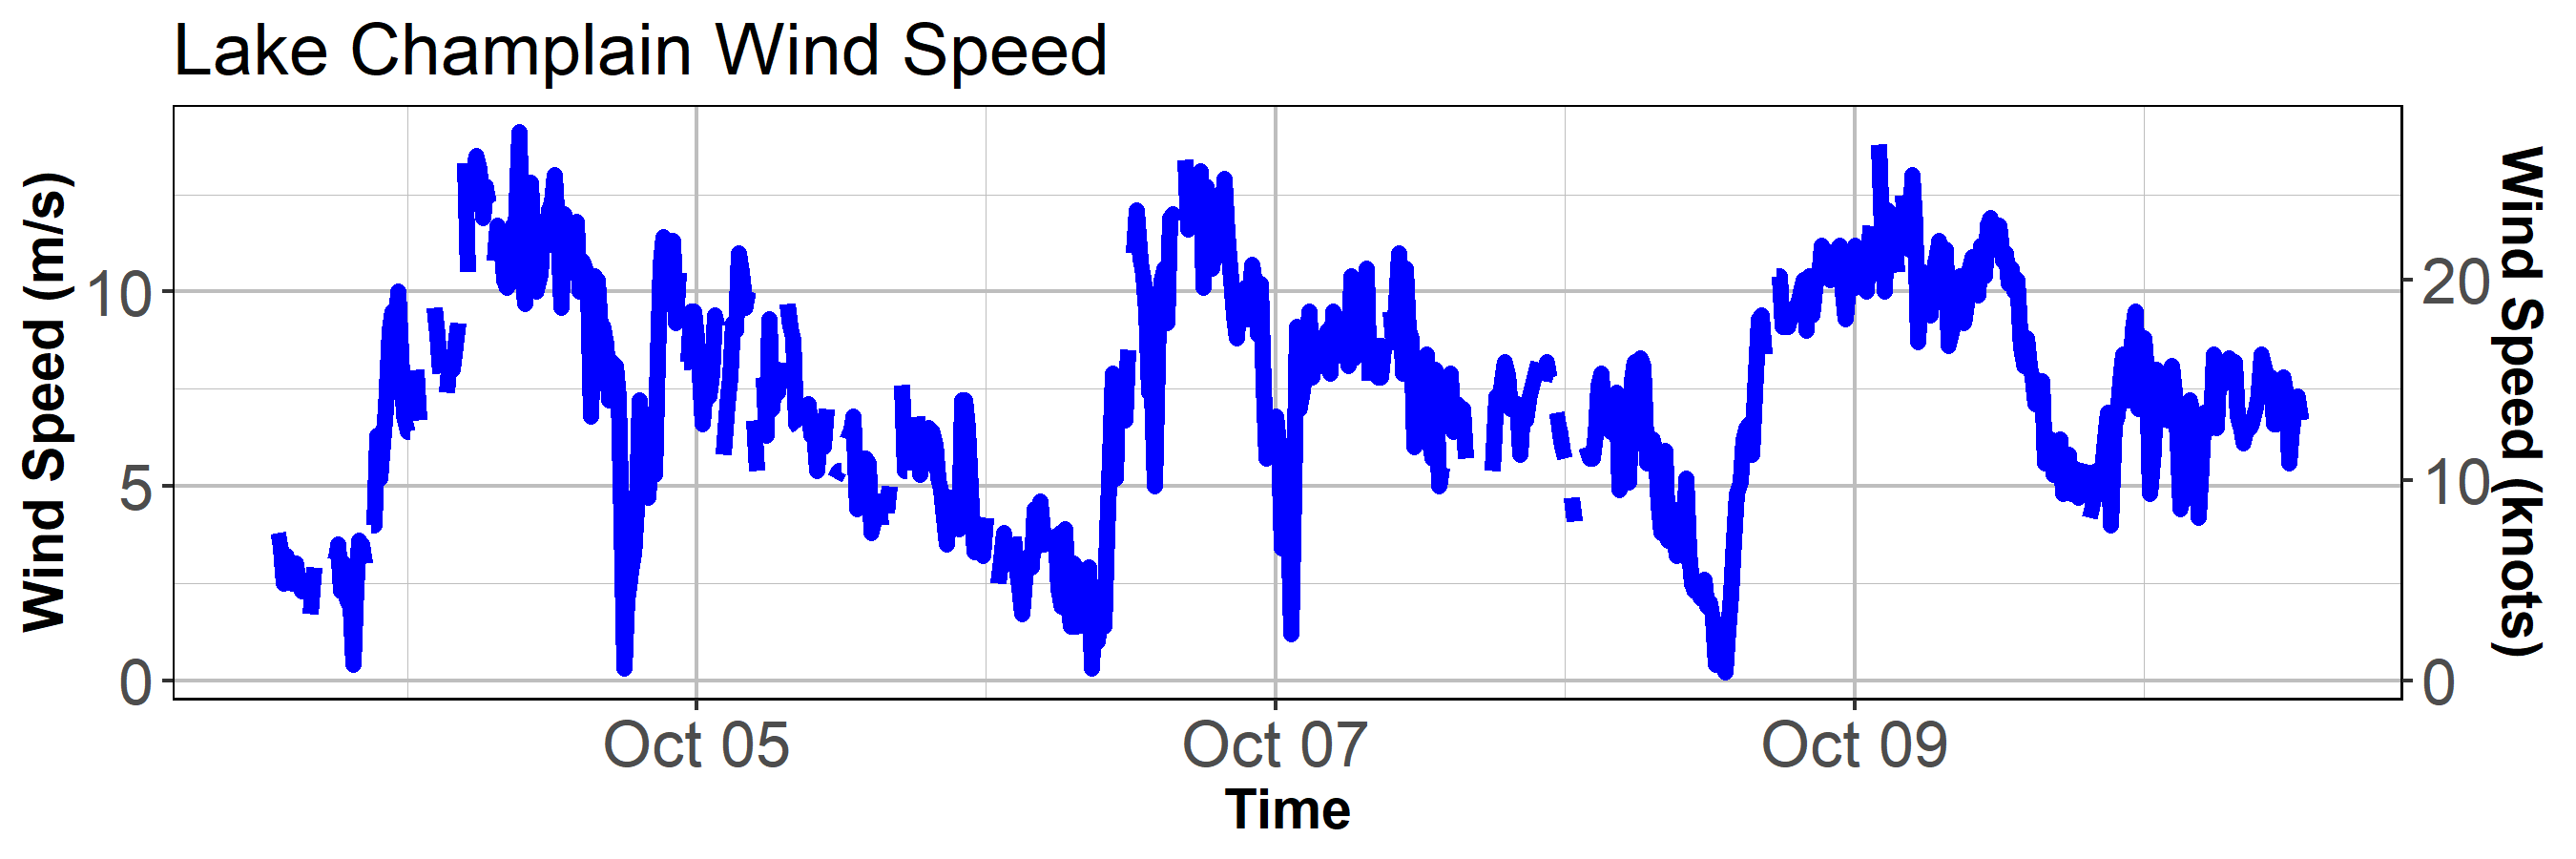 Lake Champlain Wind Speed
Wind Speed (m/s)
10
5
0
20
10
0
Wind Speed (knots)
Oct 05
Oct 07
Oct 09
Time